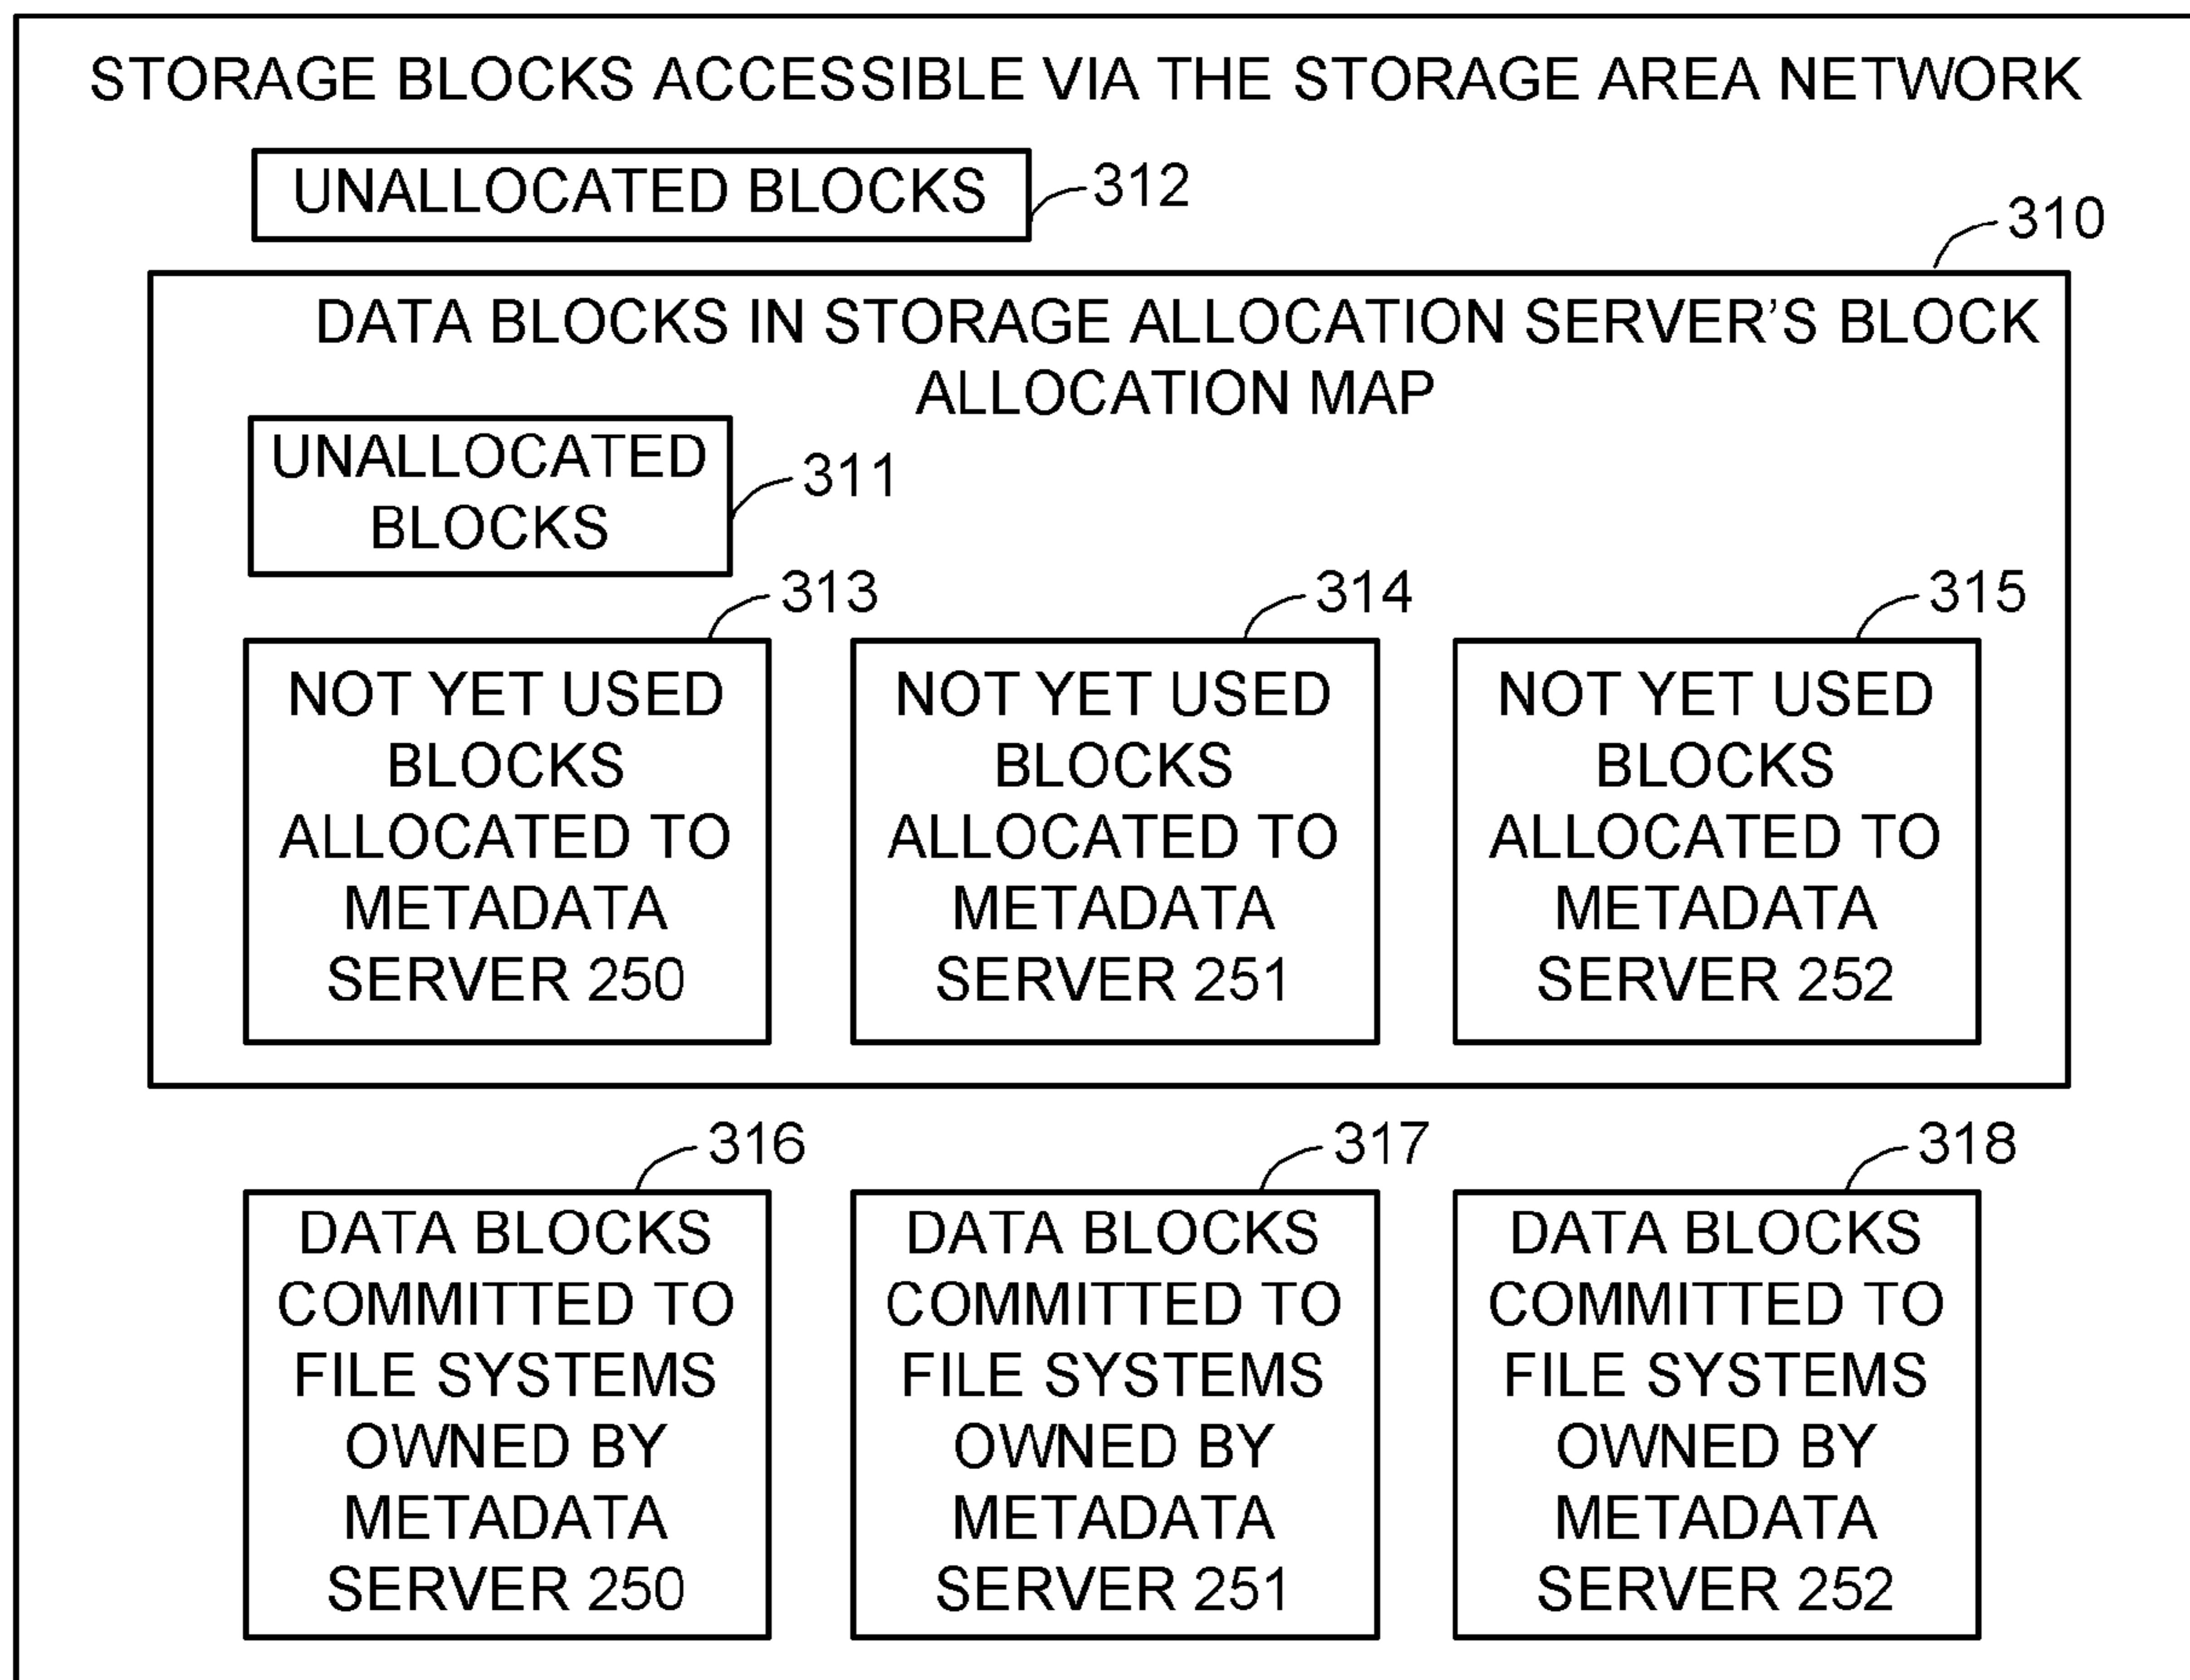 STORAGE BLOCKS ACCESSIBLE VIA THE STORAGE AREA NETWORK
UNALLOCATED BLOCKS
312
310
DATA BLOCKS IN STORAGE ALLOCATION SERVER'S BLOCK
ALLOCATION MAP
UNALLOCATED
BLOCKS
311
313
NOT YET USED
BLOCKS
ALLOCATED TO
METADATA
SERVER 250
314
NOT YET USED
BLOCKS
ALLOCATED TO
METADATA
SERVER 251
315
NOT YET USED
BLOCKS
ALLOCATED TO
METADATA
SERVER 252
316
DATA BLOCKS
COMMITTED TO
FILE SYSTEMS
OWNED BY
METADATA
SERVER 250
317
DATA BLOCKS
COMMITTED TO
FILE SYSTEMS
OWNED BY
METADATA
SERVER 251
318
DATA BLOCKS
COMMITTED TO
FILE SYSTEMS
OWNED BY
METADATA
SERVER 252